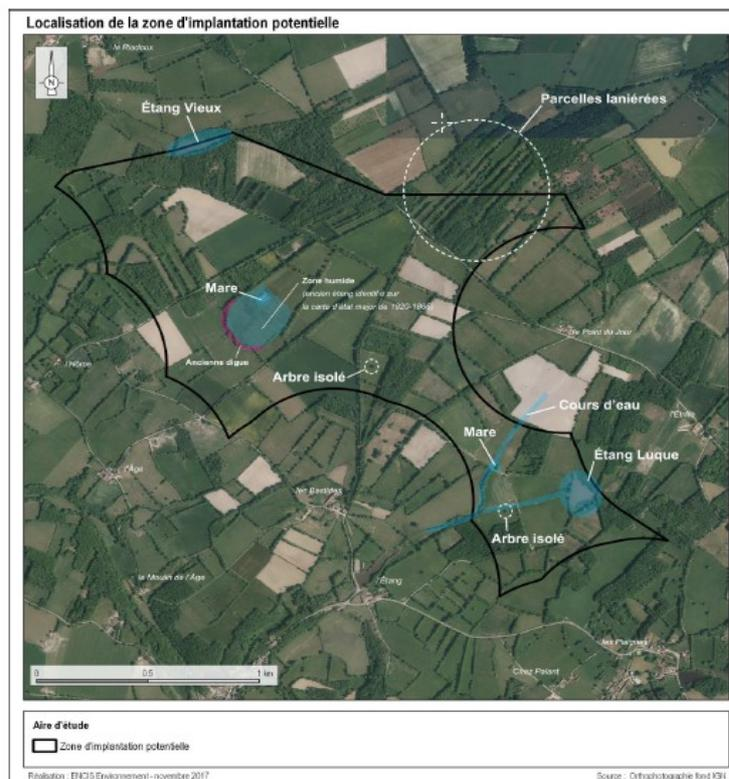 Localisation de la zone d'implantation potentielle
le Riadoux
N
Étang Vieux
Parcelles laniérées
Mare
Zone humide
(ancien étang identifié sur
la carte d'état major de 1820-1866)
Ancienne digue
Arbre isolé
le Point du Jour
Cours d'eau
Mare
Étang Luque
l'Âge
les Bastides
Arbre isolé
le Moulin de l'Âge
l'Étang
Chez Palant
0
0.5
1 km
Aire d'étude
Zone d'implantation potentielle
Réalisation : ENCIS Environnement - novembre 2017
Source : Orthophotographie fond IGN